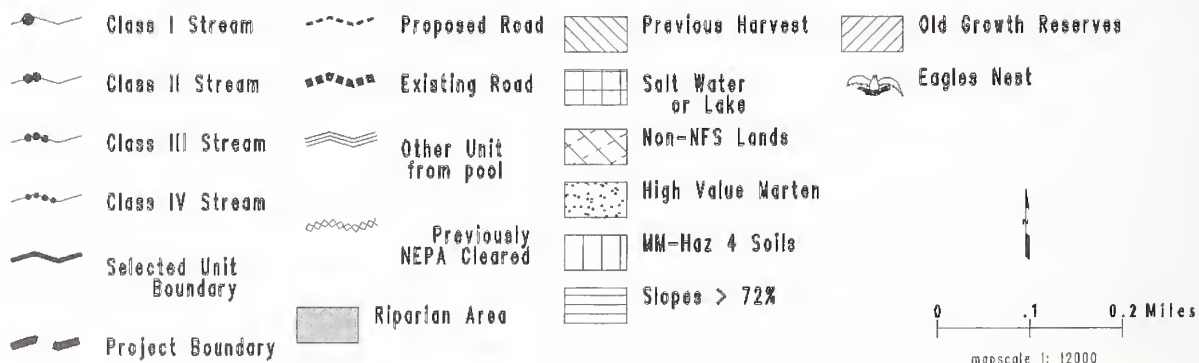 Class I Stream
Class II Stream
Class III Stream
Class IV Stream
Selected Unit
Boundary
Project Boundary
Proposed Road
Existing Road
Other Unit
from pool
Previously
NEPA Cleared
Riparian Area
Previous Harvest
Salt Water
or Lake
Non-NFS Lands
High Value Marten
MM-Haz 4 Soils
Slopes > 72%
Old Growth Reserves
Eagles Nest
N
0 .1 0.2 Miles
mapscale 1: 12000